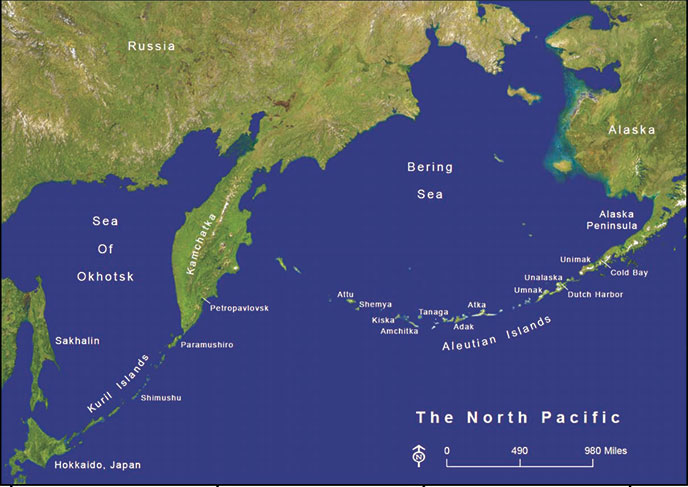 Russia
Alaska
Bering
Sea
Sea
Of
Okhotsk
Kamchatka
Alaska
Peninsula
Unimak
Cold Bay
Unalaska
Dutch Harbor
Umnak
Attu
Shemya
Kiska
Amchitka
Tanaga
Adak
Atka
Aleutian Islands
Petropavlovsk
Paramushiro
Sakhalin
Kuril Islands
Shimushu
Hokkaido, Japan
The North Pacific
N
0 490 980 Miles